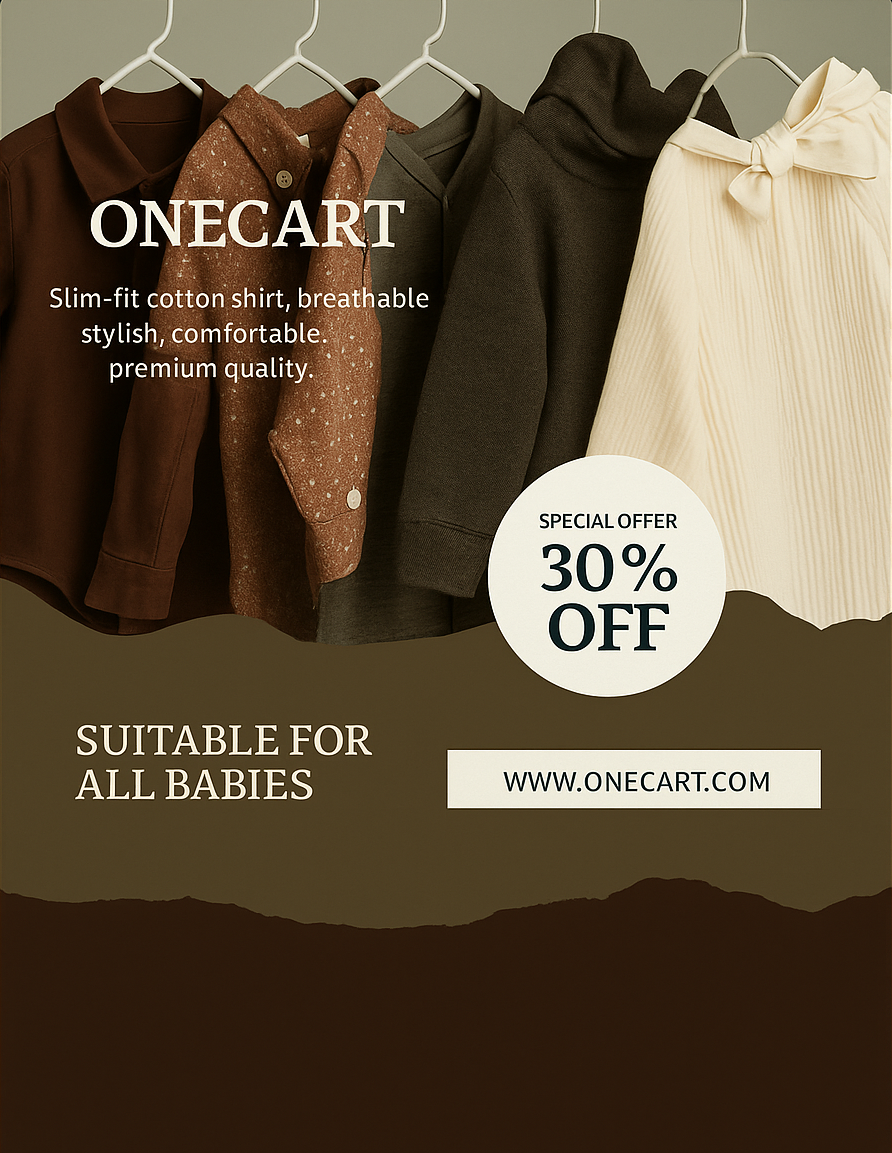 ONECART
Slim-fit cotton shirt, breathable
stylish, comfortable.
premium quality.
SPECIAL OFFER
30%
OFF
SUITABLE FOR
ALL BABIES
WWW.ONECART.COM